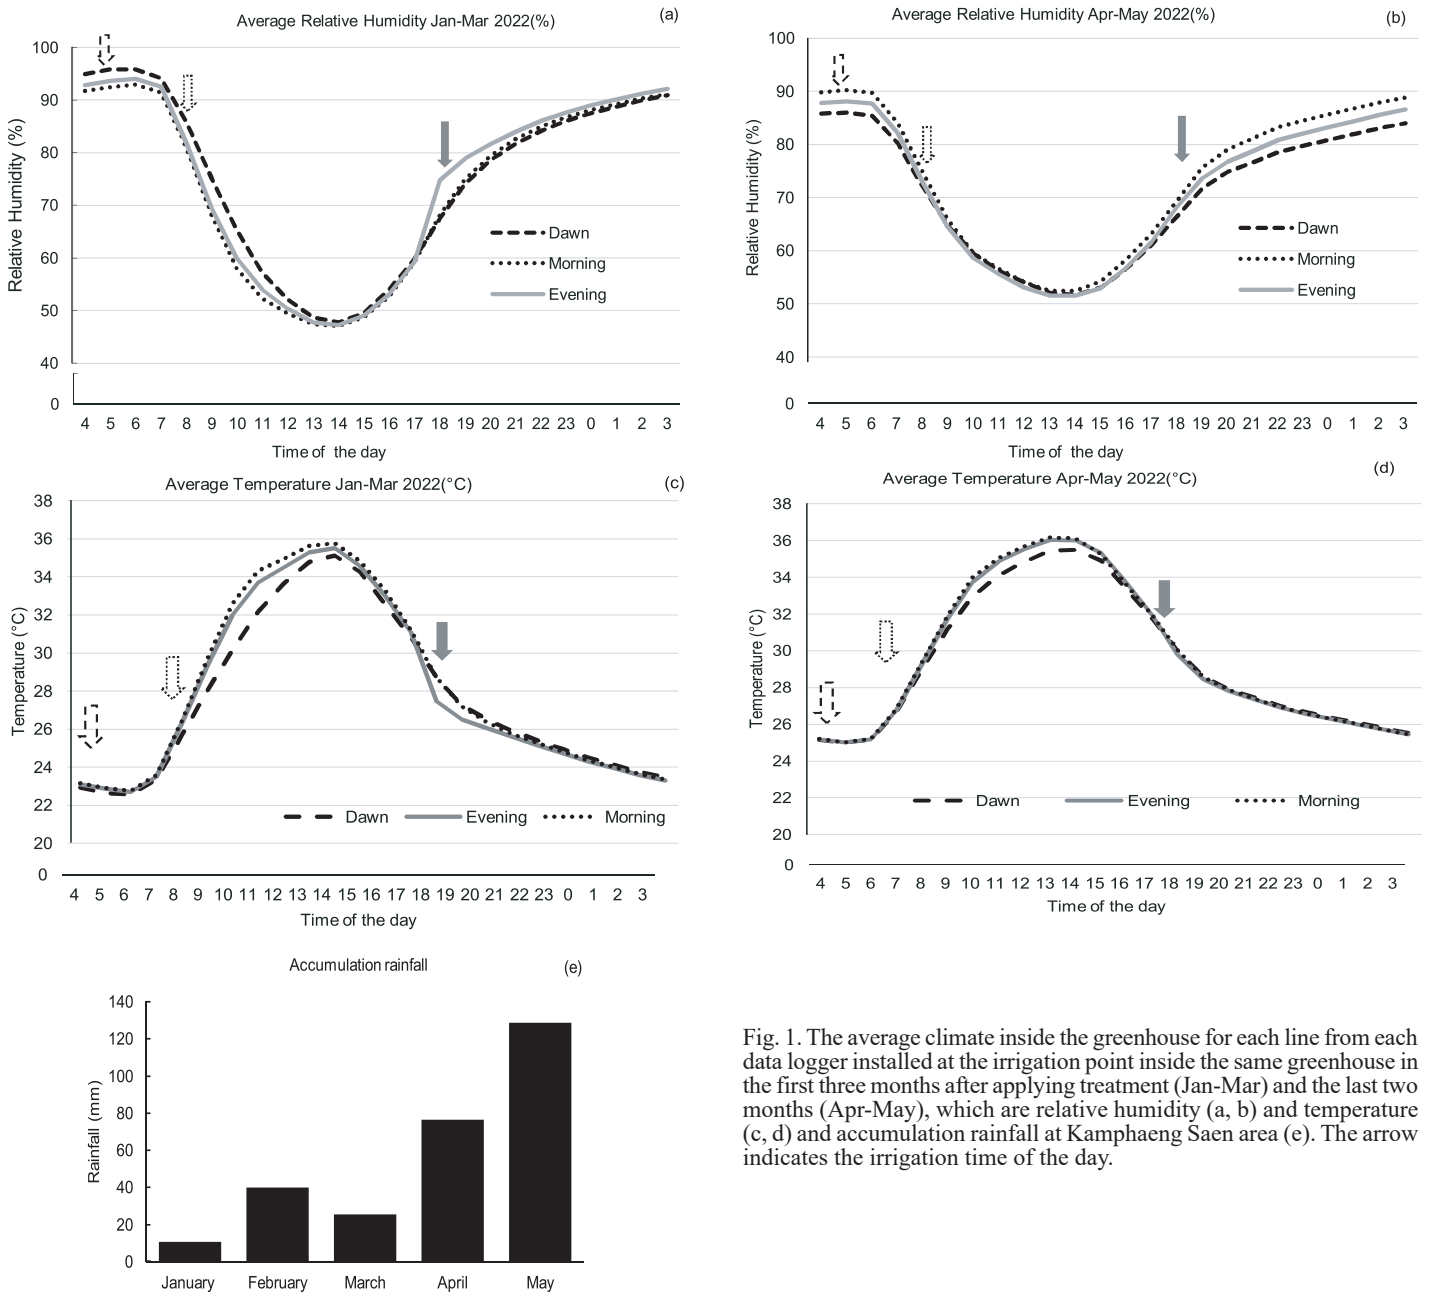 Average Relative Humidity Jan-Mar 2022(%)
(a)
100
90
80
70
60
50
40
0
Relative Humidity (%)
Dawn
Morning
Evening
4 5 6 7 8 9 10 11 12 13 14 15 16 17 18 19 20 21 22 23 0 1 2 3
Time of the day
Average Relative Humidity Apr-May 2022(%)
(b)
100
90
80
70
60
50
40
0
Relative Humidity (%)
Dawn
Morning
Evening
4 5 6 7 8 9 10 11 12 13 14 15 16 17 18 19 20 21 22 23 0 1 2 3
Time of the day
Average Temperature Jan-Mar 2022(°C)
(c)
38
36
34
32
30
28
26
24
22
20
0
Temperature (°C)
Dawn Evening Morning
4 5 6 7 8 9 10 11 12 13 14 15 16 17 18 19 20 21 22 23 0 1 2 3
Time of the day
Average Temperature Apr-May 2022(°C)
(d)
38
36
34
32
30
28
26
24
22
20
0
Temperature (°C)
Dawn Evening Morning
4 5 6 7 8 9 10 11 12 13 14 15 16 17 18 19 20 21 22 23 0 1 2 3
Time of the day
Accumulation rainfall
(e)
140
120
100
80
60
40
20
0
Rainfall (mm)
January February March April May
Fig. 1. The average climate inside the greenhouse for each line from each
data logger installed at the irrigation point inside the same greenhouse in
the first three months after applying treatment (Jan-Mar) and the last two
months (Apr-May), which are relative humidity (a, b) and temperature
(c, d) and accumulation rainfall at Kamphaeng Saen area (e). The arrow
indicates the irrigation time of the day.